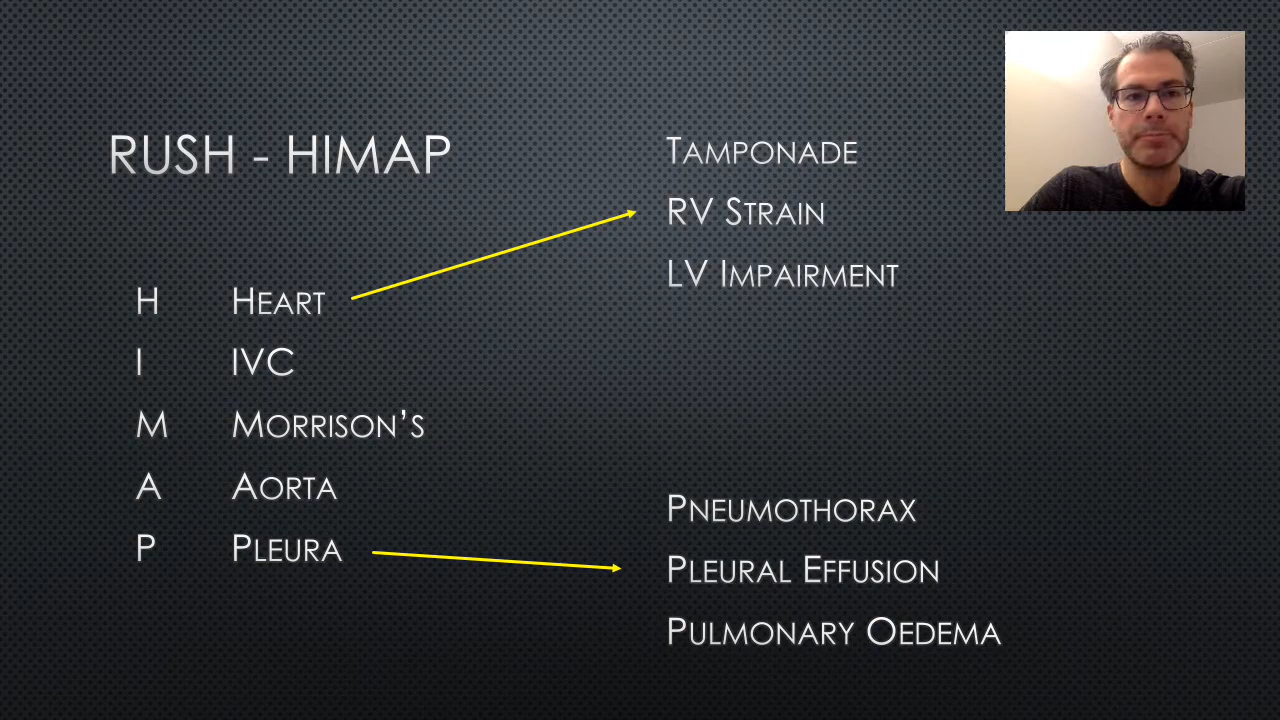 RUSH - HIMAP
H Heart
I IVC
M Morrison's
A Aorta
P Pleura
Tamponade
RV Strain
LV Impairment
Pneumothorax
Pleural Effusion
Pulmonary Oedema